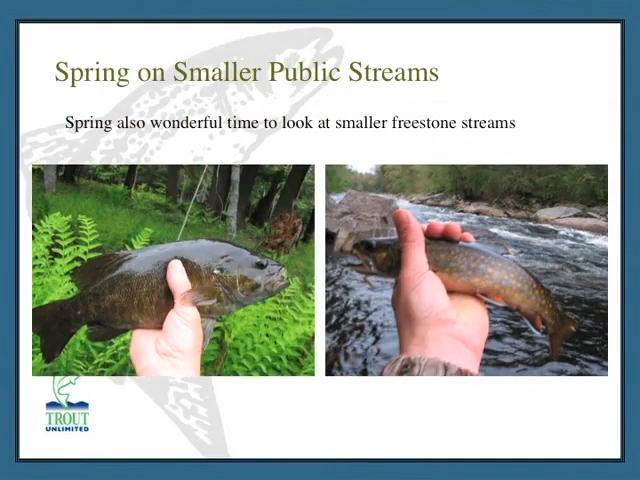 Spring on Smaller Public Streams
Spring also wonderful time to look at smaller freestone streams
TROUT
UNLIMITED